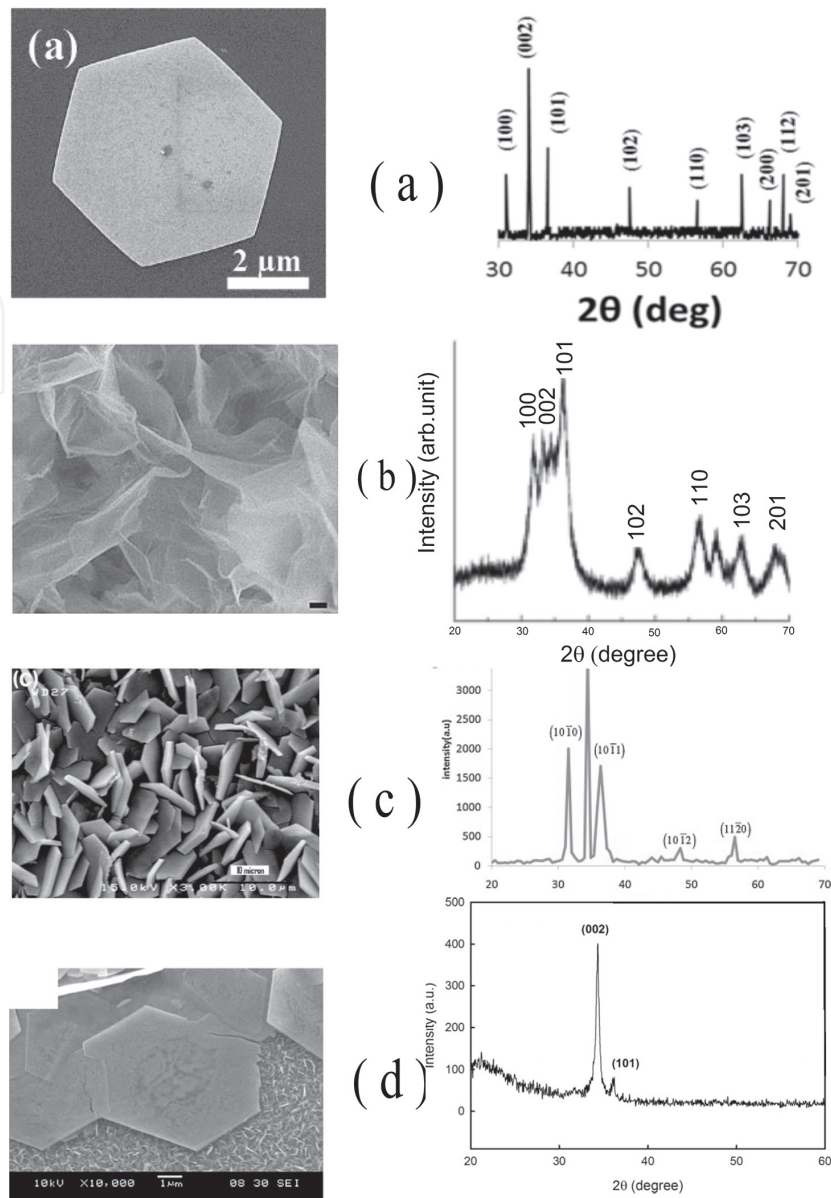 (a)
2 μm
( a )
(100)
(002)
(101)
(102)
(110)
(103)
(200)
(112)
(201)
30 40 50 60 70
2θ (deg)
( b )
Intensity (arb.unit)
100
002
101
102
110
103
201
20 30 40 50 60 70
2θ (degree)
(c)
WD27
10 micron
15.0kV X3.00K 10.0μm
( c )
intensity(a.u)
3000
2500
2000
1500
1000
500
0
(101̄0)
(101̄1)
(101̄2)
(112̄0)
20 30 40 50 60 70
10kV X10,000 1μm 08 30 SEI
( d )
Intensity (a.u.)
500
400
300
200
100
0
(002)
(101)
20 30 40 50 60
2θ (degree)